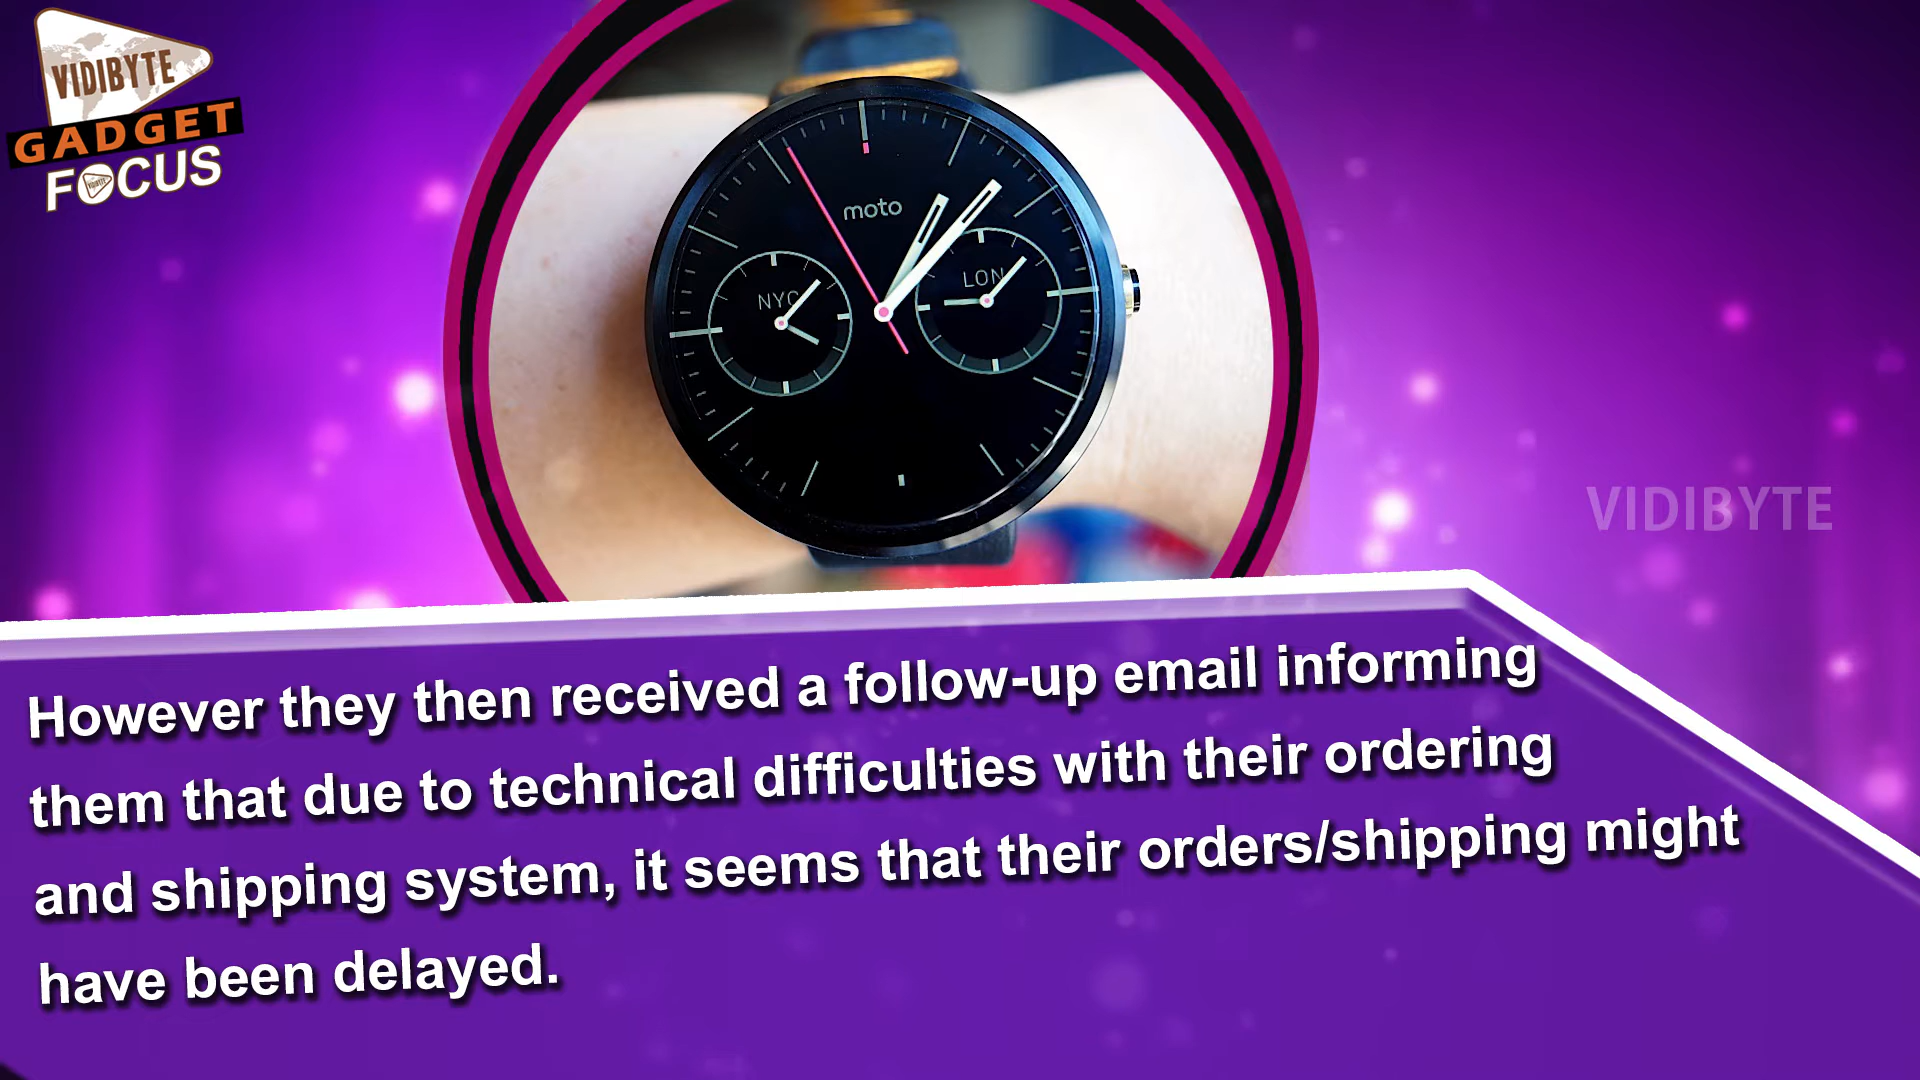 VIDIBYTE
GADGET
FOCUS
moto
NYC
LON
VIDIBYTE
However they then received a follow-up email informing
them that due to technical difficulties with their ordering
and shipping system, it seems that their orders/shipping might
have been delayed.